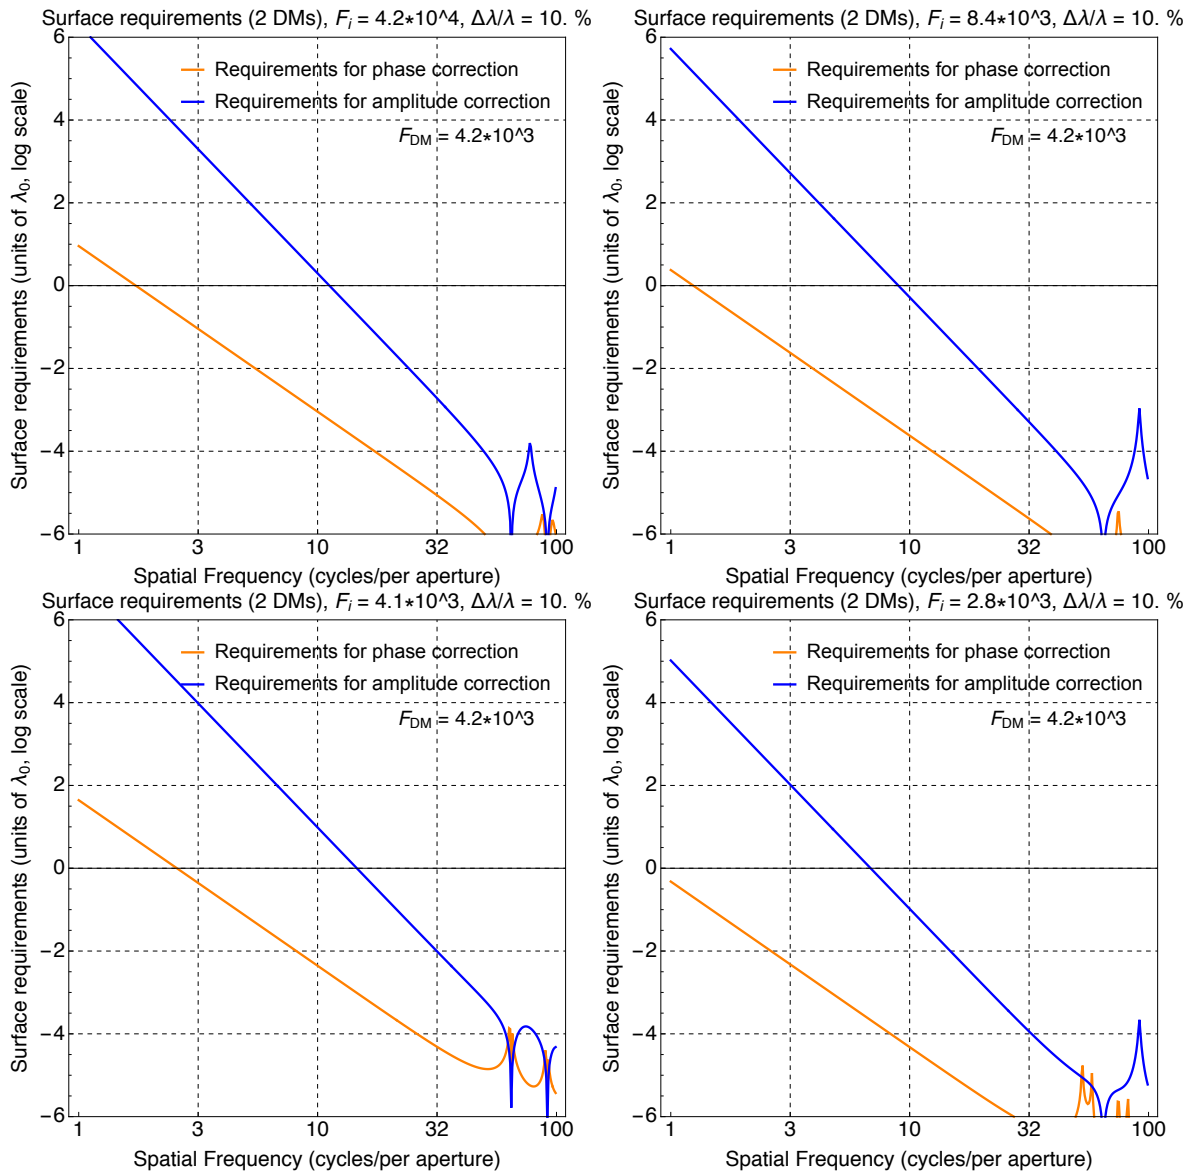 Surface requirements (2 DMs), F_i = 4.2*10^4, Δλ/λ = 10. %
6
4
2
0
−2
−4
−6
Surface requirements (units of λ_0, log scale)
Requirements for phase correction
Requirements for amplitude correction
F_DM = 4.2*10^3
1 3 10 32 100
Spatial Frequency (cycles/per aperture)
Surface requirements (2 DMs), F_i = 8.4*10^3, Δλ/λ = 10. %
6
4
2
0
−2
−4
−6
Surface requirements (units of λ_0, log scale)
Requirements for phase correction
Requirements for amplitude correction
F_DM = 4.2*10^3
1 3 10 32 100
Spatial Frequency (cycles/per aperture)
Surface requirements (2 DMs), F_i = 4.1*10^3, Δλ/λ = 10. %
6
4
2
0
−2
−4
−6
Surface requirements (units of λ_0, log scale)
Requirements for phase correction
Requirements for amplitude correction
F_DM = 4.2*10^3
1 3 10 32 100
Spatial Frequency (cycles/per aperture)
Surface requirements (2 DMs), F_i = 2.8*10^3, Δλ/λ = 10. %
6
4
2
0
−2
−4
−6
Surface requirements (units of λ_0, log scale)
Requirements for phase correction
Requirements for amplitude correction
F_DM = 4.2*10^3
1 3 10 32 100
Spatial Frequency (cycles/per aperture)